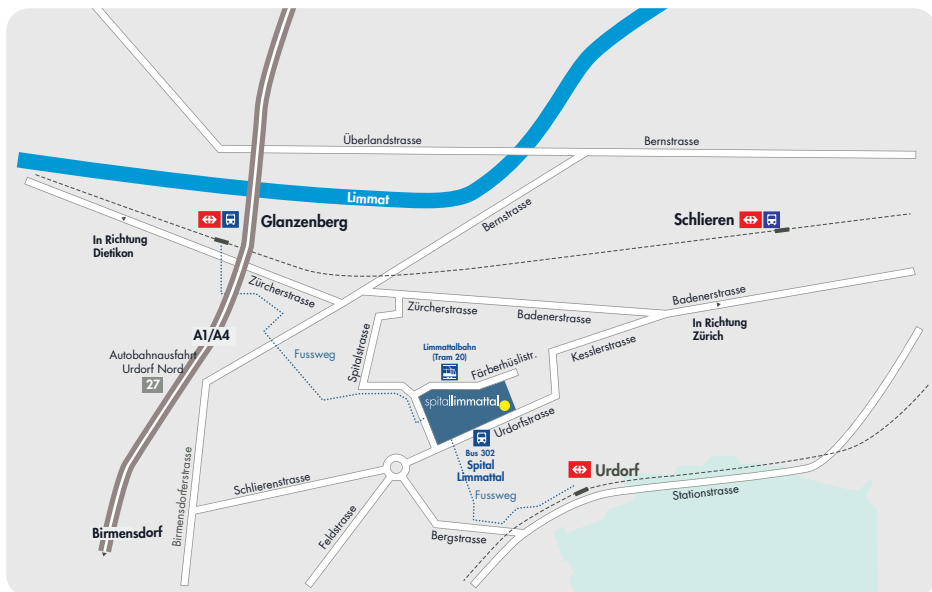 Überlandstrasse
Bernstrasse
Limmat
Glanzenberg
Bernstrasse
Schlieren
In Richtung
Dietikon
Zürcherstrasse
Zürcherstrasse
Badenerstrasse
Badenerstrasse
In Richtung
Zürich
A1/A4
Autobahnausfahrt
Urdorf Nord
27
Fussweg
Spitalstrasse
Limmattalbahn
(Tram 20)
Färberhüslistr.
Kesslerstrasse
spitallimmattal
Urdorfstrasse
Bus 302
Spital
Limmattal
Fussweg
Urdorf
Stationstrasse
Schlierenstrasse
Birmensdorferstrasse
Feldstrasse
Bergstrasse
Birmensdorf